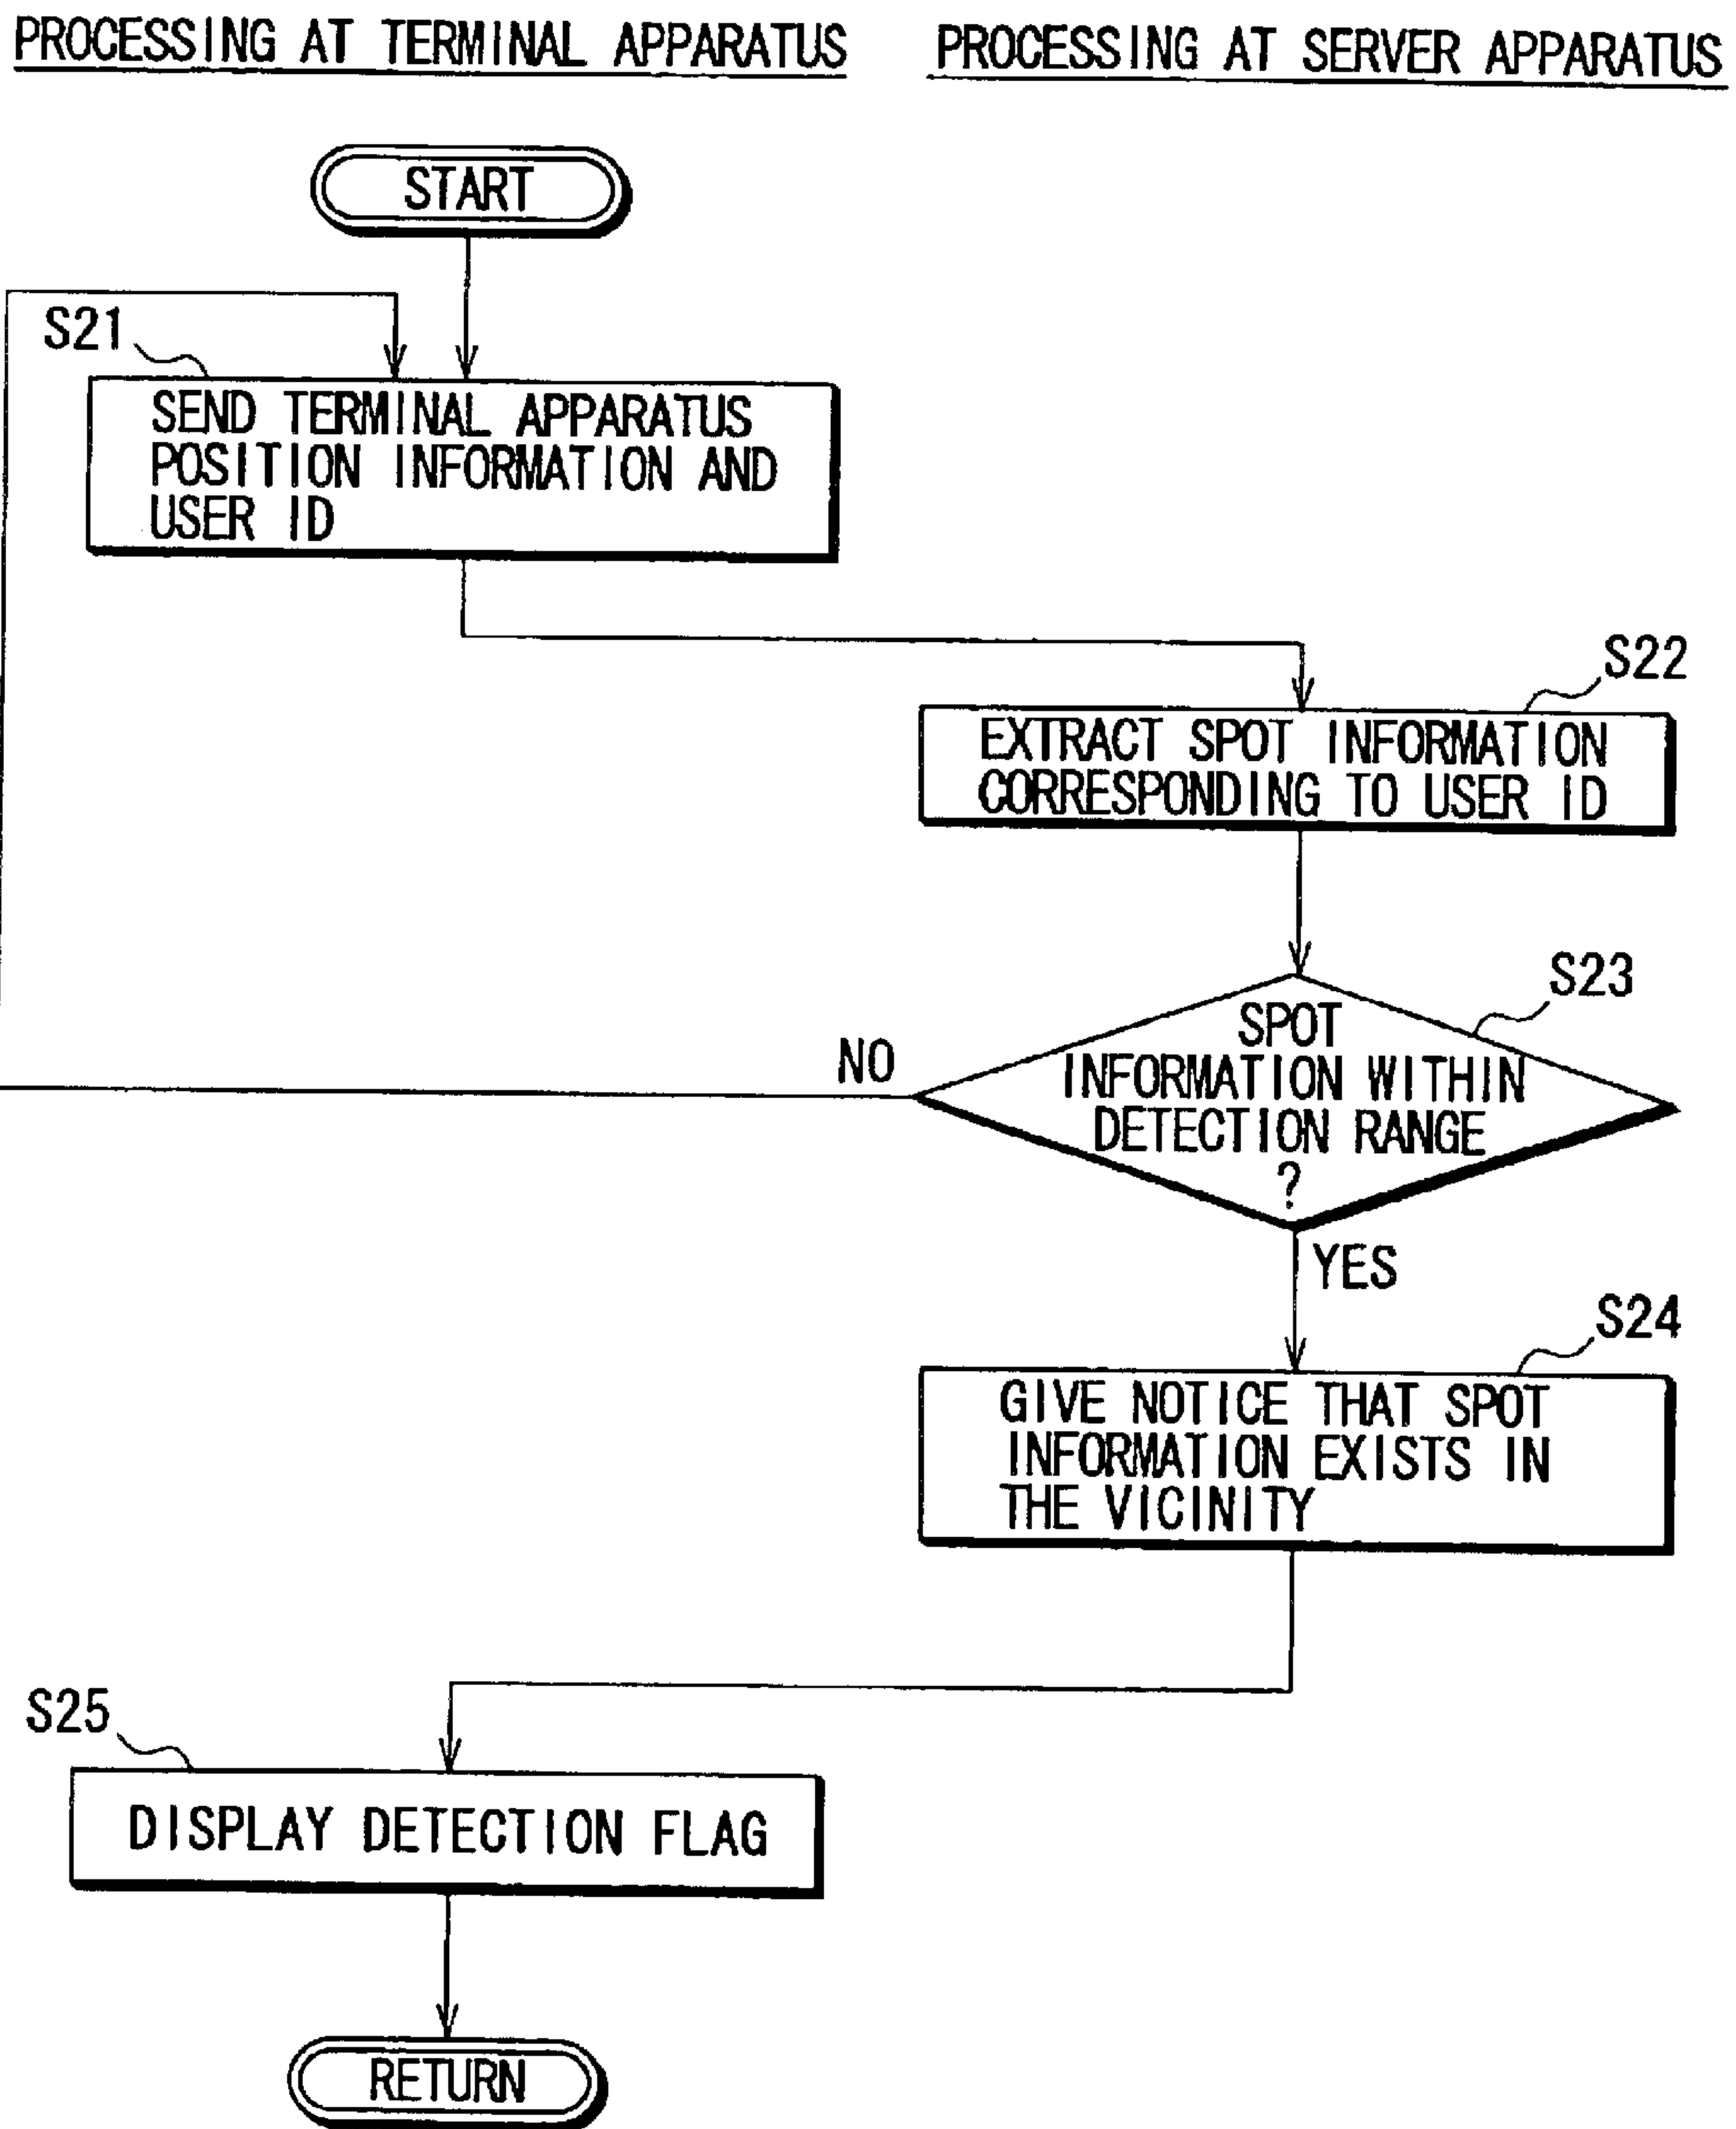 PROCESSING AT TERMINAL APPARATUS
PROCESSING AT SERVER APPARATUS
START
S21
SEND TERMINAL APPARATUS
POSITION INFORMATION AND
USER ID
S22
EXTRACT SPOT INFORMATION
CORRESPONDING TO USER ID
S23
SPOT
INFORMATION WITHIN
DETECTION RANGE
?
NO
YES
S24
GIVE NOTICE THAT SPOT
INFORMATION EXISTS IN
THE VICINITY
S25
DISPLAY DETECTION FLAG
RETURN